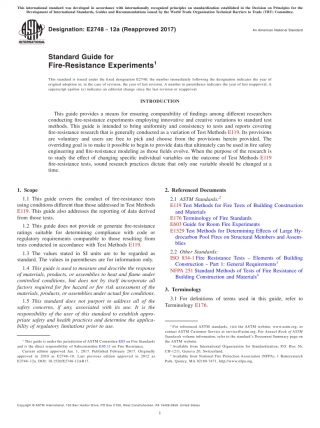 This international standard was developed in accordance with internationally recognized principles on standardization established in the Decision on Principles for the
Development of International Standards, Guides and Recommendations issued by the World Trade Organization Technical Barriers to Trade (TBT) Committee.
Designation: E2748 − 12a (Reapproved 2017)
An American National Standard
Standard Guide for
Fire-Resistance Experiments1
This standard is issued under the fixed designation E2748; the number immediately following the designation indicates the year of
original adoption or, in the case of revision, the year of last revision. A number in parentheses indicates the year of last reapproval. A
superscript epsilon (´) indicates an editorial change since the last revision or reapproval.
INTRODUCTION
This guide provides a means for ensuring comparability of findings among different researchers
conducting fire-resistance experiments employing innovative and creative variations to standard test
methods. This guide is intended to bring uniformity and consistency to tests and reports covering
fire-resistance research that is generally conducted as a variation of Test Methods E119. Its provisions
are voluntary and users are free to pick and choose from the provisions herein provided. The
overriding goal is to make it possible to begin to provide data that ultimately can be used in fire safety
engineering and fire-resistance modeling as those fields evolve. When the purpose of the research is
to study the effect of changing specific individual variables on the outcome of Test Methods E119
fire-resistance tests, sound research practices dictate that only one variable should be changed at a
time.
1. Scope
1.1 This guide covers the conduct of fire-resistance tests
using conditions different than those addressed in Test Methods
E119. This guide also addresses the reporting of data derived
from those tests.
1.2 This guide does not provide or generate fire-resistance
ratings suitable for determining compliance with code or
regulatory requirements comparable to those resulting from
tests conducted in accordance with Test Methods E119.
1.3 The values stated in SI units are to be regarded as
standard. The values in parentheses are for information only.
1.4 This guide is used to measure and describe the response
of materials, products, or assemblies to heat and flame under
controlled conditions, but does not by itself incorporate all
factors required for fire hazard or fire risk assessment of the
materials, products, or assemblies under actual fire conditions.
1.5 This standard does not purport to address all of the
safety concerns, if any, associated with its use. It is the
responsibility of the user of this standard to establish appro-
priate safety and health practices and determine the applica-
bility of regulatory limitations prior to use.
1 This guide is under the jurisdiction of ASTM Committee E05 on Fire Standards
and is the direct responsibility of Subcommittee E05.11 on Fire Resistance.
Current edition approved Jan. 1, 2017. Published February 2017. Originally
approved in 2010 as E2748–10. Last previous edition approved in 2012 as
E2748–12a. DOI: 10.1520/E2748-12AR17.
2. Referenced Documents
2.1 ASTM Standards:2
E119 Test Methods for Fire Tests of Building Construction
and Materials
E176 Terminology of Fire Standards
E603 Guide for Room Fire Experiments
E1529 Test Methods for Determining Effects of Large Hy-
drocarbon Pool Fires on Structural Members and Assem-
blies
2.2 Other Standards:
ISO 834-1 Fire Resistance Tests – Elements of Building
Construction – Part 1: General Requirements3
NFPA 251 Standard Methods of Tests of Fire Resistance of
Building Construction and Materials4
3. Terminology
3.1 For definitions of terms used in this guide, refer to
Terminology E176.
2 For referenced ASTM standards, visit the ASTM website, www.astm.org, or
contact ASTM Customer Service at service@astm.org. For Annual Book of ASTM
Standards volume information, refer to the standard's Document Summary page on
the ASTM website.
3 Available from International Organization for Standardization, P.O. Box 56,
CH-1211, Geneva 20, Switzerland.
4 Available from National Fire Protection Association (NFPA), 1 Batterymarch
Park, Quincy, MA 02169-7471, http://www.nfpa.org.
Copyright © ASTM International, 100 Barr Harbor Drive, PO Box C700, West Conshohocken, PA 19428-2959. United States
1